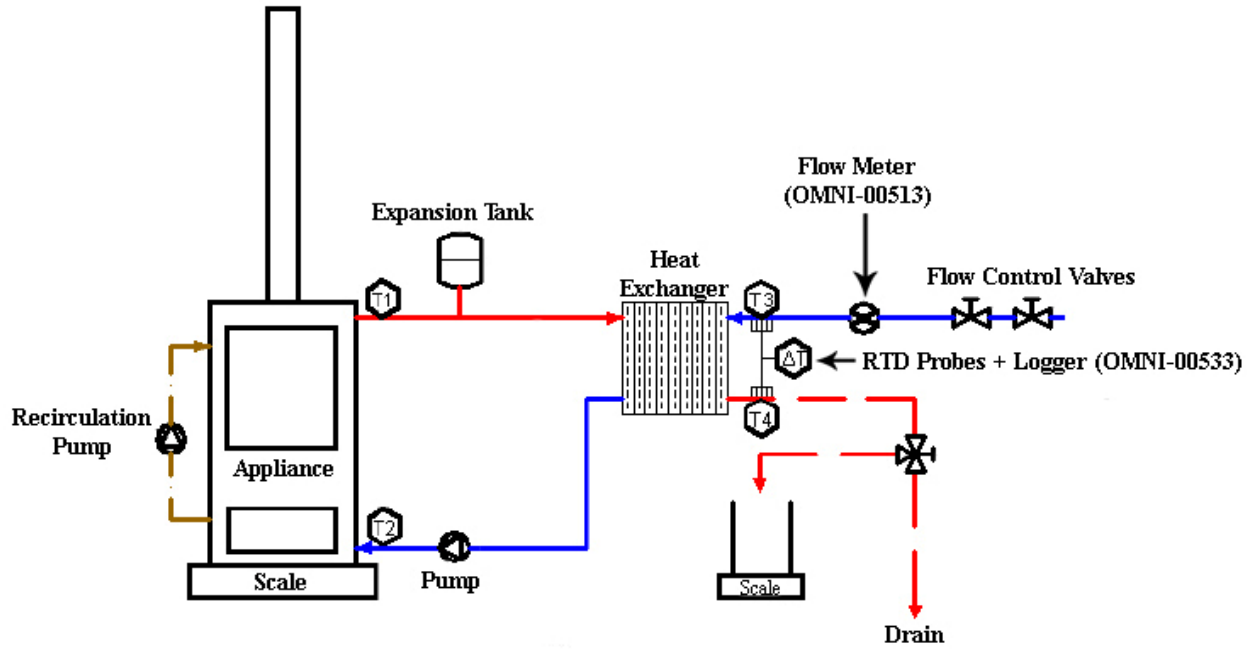 Flow Meter
(OMNI-00513)
Expansion Tank
Heat
Exchanger
Flow Control Valves
T1
T3
ΔT
RTD Probes + Logger (OMNI-00533)
Recirculation
Pump
T4
Appliance
T2
Scale
Pump
Scale
Drain